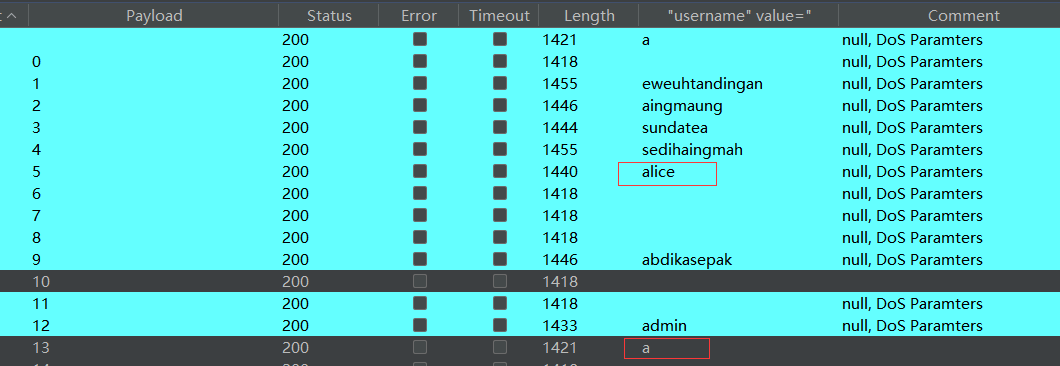 Payload Status Error Timeout Length "username" value=" Comment
200 1421 a null, DoS Paramters
0 200 1418 null, DoS Paramters
1 200 1455 eweuhtandingan null, DoS Paramters
2 200 1446 aingmaung null, DoS Paramters
3 200 1444 sundatea null, DoS Paramters
4 200 1455 sedihaingmah null, DoS Paramters
5 200 1440 alice null, DoS Paramters
6 200 1418 null, DoS Paramters
7 200 1418 null, DoS Paramters
8 200 1418 null, DoS Paramters
9 200 1446 abdikasepak null, DoS Paramters
10 200 1418
11 200 1418 null, DoS Paramters
12 200 1433 admin null, DoS Paramters
13 200 1421 a